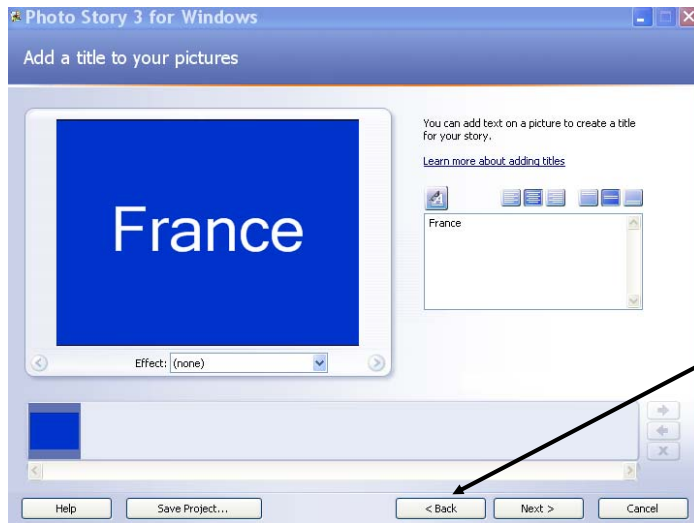 Photo Story 3 for Windows
Add a title to your pictures
France
Effect: (none)
You can add text on a picture to create a title
for your story.
Learn more about adding titles
A
France
Help
Save Project...
< Back
Next >
Cancel